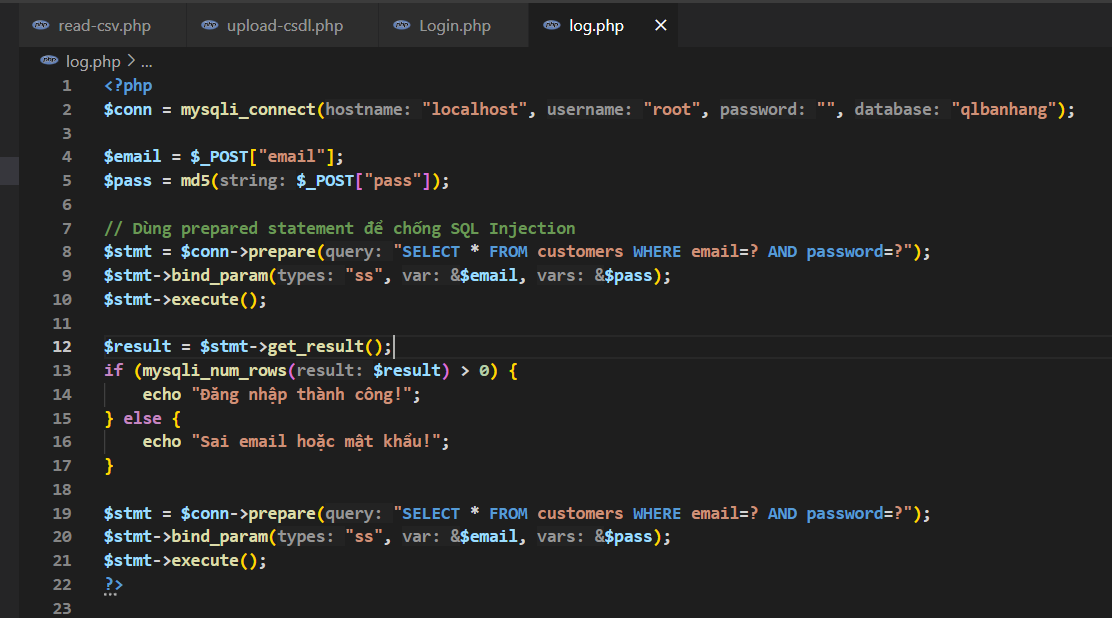 read-csv.php upload-csdl.php Login.php log.php ×
log.php > ...
1 <?php
2 $conn = mysqli_connect(hostname: "localhost", username: "root", password: "", database: "qlbanhang");
3
4 $email = $_POST["email"];
5 $pass = md5(string: $_POST["pass"]);
6
7 // Dùng prepared statement để chống SQL Injection
8 $stmt = $conn->prepare(query: "SELECT * FROM customers WHERE email=? AND password=?");
9 $stmt->bind_param(types: "ss", var: &$email, vars: &$pass);
10 $stmt->execute();
11
12 $result = $stmt->get_result();
13 if (mysqli_num_rows(result: $result) > 0) {
14 echo "Đăng nhập thành công!";
15 } else {
16 echo "Sai email hoặc mật khẩu!";
17 }
18
19 $stmt = $conn->prepare(query: "SELECT * FROM customers WHERE email=? AND password=?");
20 $stmt->bind_param(types: "ss", var: &$email, vars: &$pass);
21 $stmt->execute();
22 ?>
23